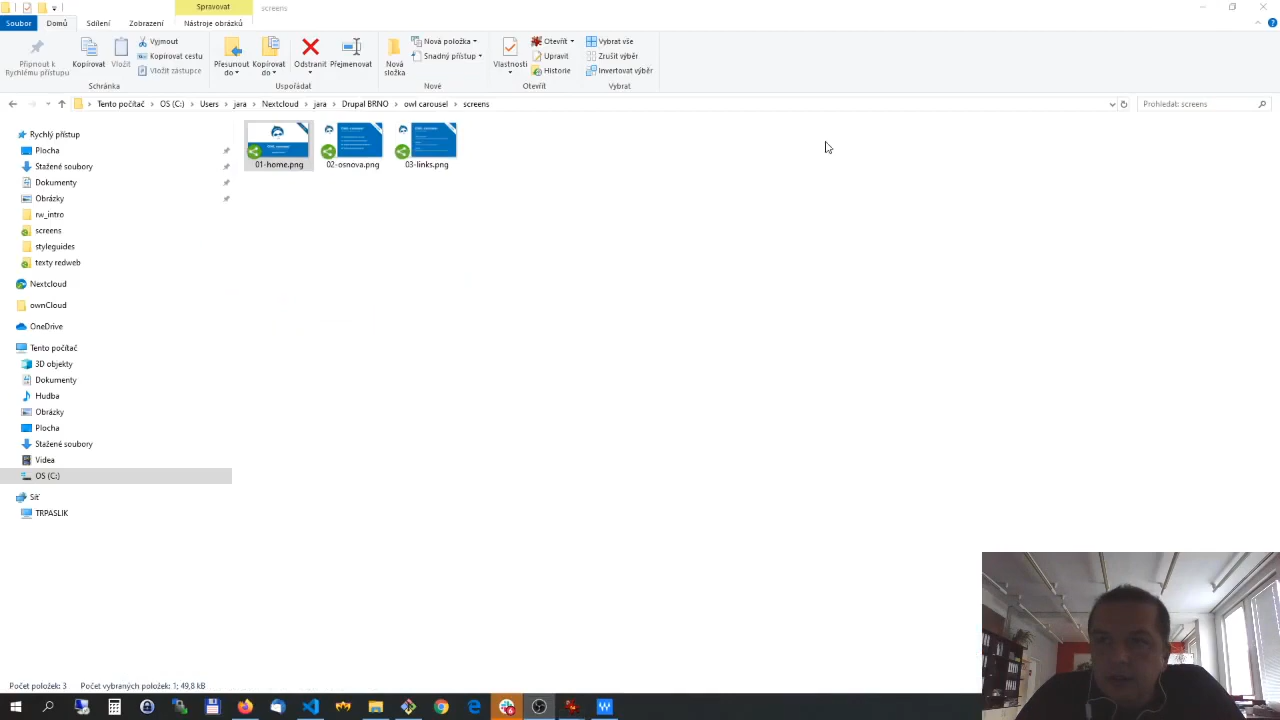 Spravovat screens
Soubor Domů Sdílení Zobrazení Nástroje obrázků
Připnout k Rychlému přístupu
Kopírovat
Vložit
Vyjmout
Kopírovat cestu
Vložit zástupce
Schránka
Přesunout do
Kopírovat do
Odstranit
Přejmenovat
Uspořádat
Nová složka
Nová položka
Snadný přístup
Nové
Vlastnosti
Otevřít
Upravit
Historie
Otevřít
Vybrat vše
Zrušit výběr
Invertovat výběr
Vybrat
Tento počítač OS (C:) Users jara Nextcloud jara Drupal BRNO owl carousel screens
Prohledat: screens
Rychlý přístup
Plocha
Stažené soubory
Dokumenty
Obrázky
rw_intro
screens
styleguides
texty redweb
Nextcloud
ownCloud
OneDrive
Tento počítač
3D objekty
Dokumenty
Hudba
Obrázky
Plocha
Stažené soubory
Videa
OS (C:)
Síť
TRPASLIK
01-home.png 02-osnova.png 03-links.png
Počet položek: 3 Počet vybraných položek: 1; 49,8 kB